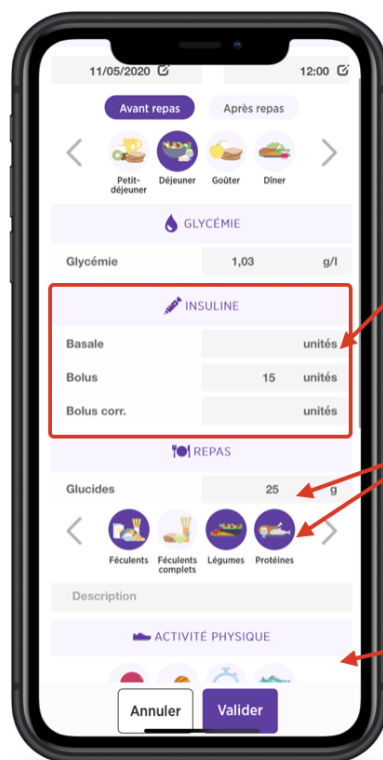 11/05/2020 12:00
Avant repas Après repas
Petit-
déjeuner Déjeuner Goûter Dîner
GLYCÉMIE
Glycémie 1,03 g/l
INSULINE
Basale unités
Bolus 15 unités
Bolus corr. unités
REPAS
Glucides 25 g
Féculents Féculents
complets Légumes Protéines
Description
ACTIVITÉ PHYSIQUE
Annuler Valider